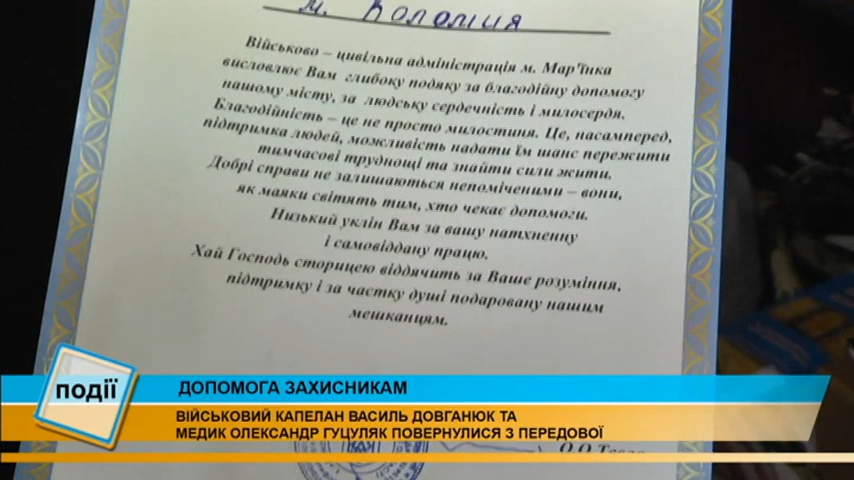 м. Коломия
Військово – цивільна адміністрація м. Мар'їнка
висловлює Вам глибоку подяку за благодійну допомогу
нашому місту, за людську сердечність і милосердя.
Благодійність – це не просто милостиня. Це, насамперед,
підтримка людей, можливість надати їм шанс пережити
тимчасові труднощі та знайти сили жити.
Добрі справи не залишаються непоміченими – вони,
як маяки світять тим, хто чекає допомоги.
Низький уклін Вам за вашу натхненну
і самовіддану працю.
Хай Господь сторицею віддячить за Ваше розуміння,
підтримку і за частку душі подаровану нашим
мешканцям.
події
ДОПОМОГА ЗАХИСНИКАМ
ВІЙСЬКОВИЙ КАПЕЛАН ВАСИЛЬ ДОВГАНЮК ТА
МЕДИК ОЛЕКСАНДР ГУЦУЛЯК ПОВЕРНУЛИСЯ З ПЕРЕДОВОЇ